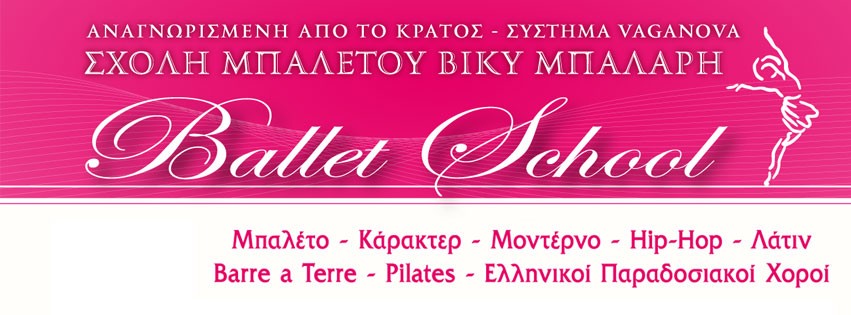 ΑΝΑΓΝΩΡΙΣΜΕΝΗ ΑΠΟ ΤΟ ΚΡΑΤΟΣ - ΣΥΣΤΗΜΑ VAGANOVA
ΣΧΟΛΗ ΜΠΑΛΕΤΟΥ ΒΙΚΥ ΜΠΑΛΑΡΗ
Ballet School
Μπαλέτο - Κάρακτερ - Μοντέρνο - Hip-Hop - Λάτιν
Barre a Terre - Pilates - Ελληνικοί Παραδοσιακοί Χοροί